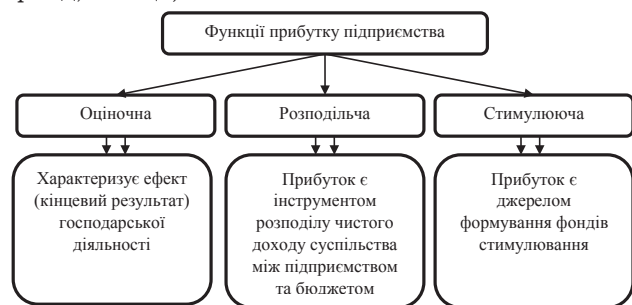 Функції прибутку підприємства
Оціночна
Розподільча
Стимулююча
Характеризує ефект
(кінцевий результат)
господарської
діяльності
Прибуток є
інструментом
розподілу чистого
доходу суспільства
між підприємством
та бюджетом
Прибуток є
джерелом
формування фондів
стимулювання